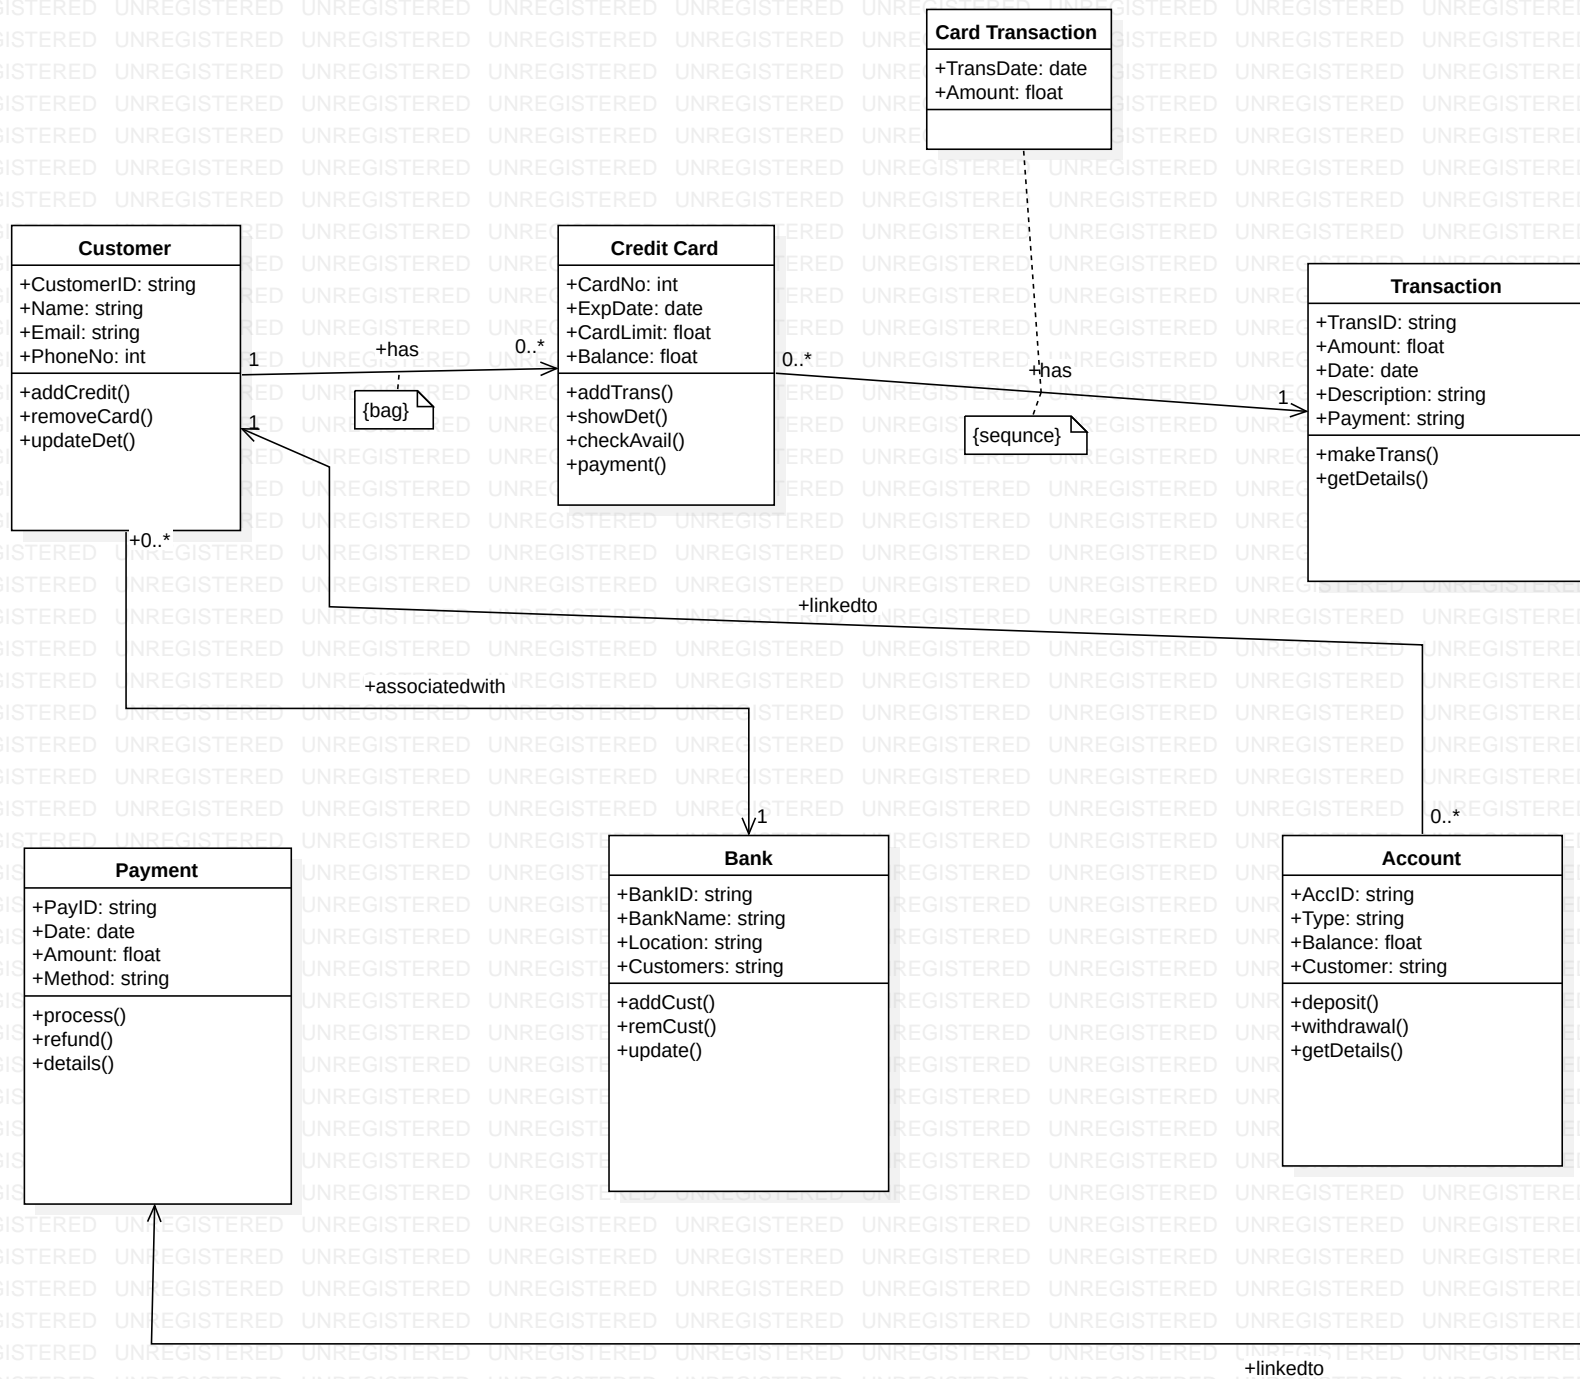 Card Transaction
+TransDate: date
+Amount: float
Customer
+CustomerID: string
+Name: string
+Email: string
+PhoneNo: int
+addCredit()
+removeCard()
+updateDet()
1
+has
0..*
{bag}
Credit Card
+CardNo: int
+ExpDate: date
+CardLimit: float
+Balance: float
+addTrans()
+showDet()
+checkAvail()
+payment()
0..*
+has
1
{sequnce}
Transaction
+TransID: string
+Amount: float
+Date: date
+Description: string
+Payment: string
+makeTrans()
+getDetails()
1
+0..*
+linkedto
+associatedwith
1
0..*
Payment
+PayID: string
+Date: date
+Amount: float
+Method: string
+process()
+refund()
+details()
Bank
+BankID: string
+BankName: string
+Location: string
+Customers: string
+addCust()
+remCust()
+update()
Account
+AccID: string
+Type: string
+Balance: float
+Customer: string
+deposit()
+withdrawal()
+getDetails()
+linkedto
UNREGISTERED